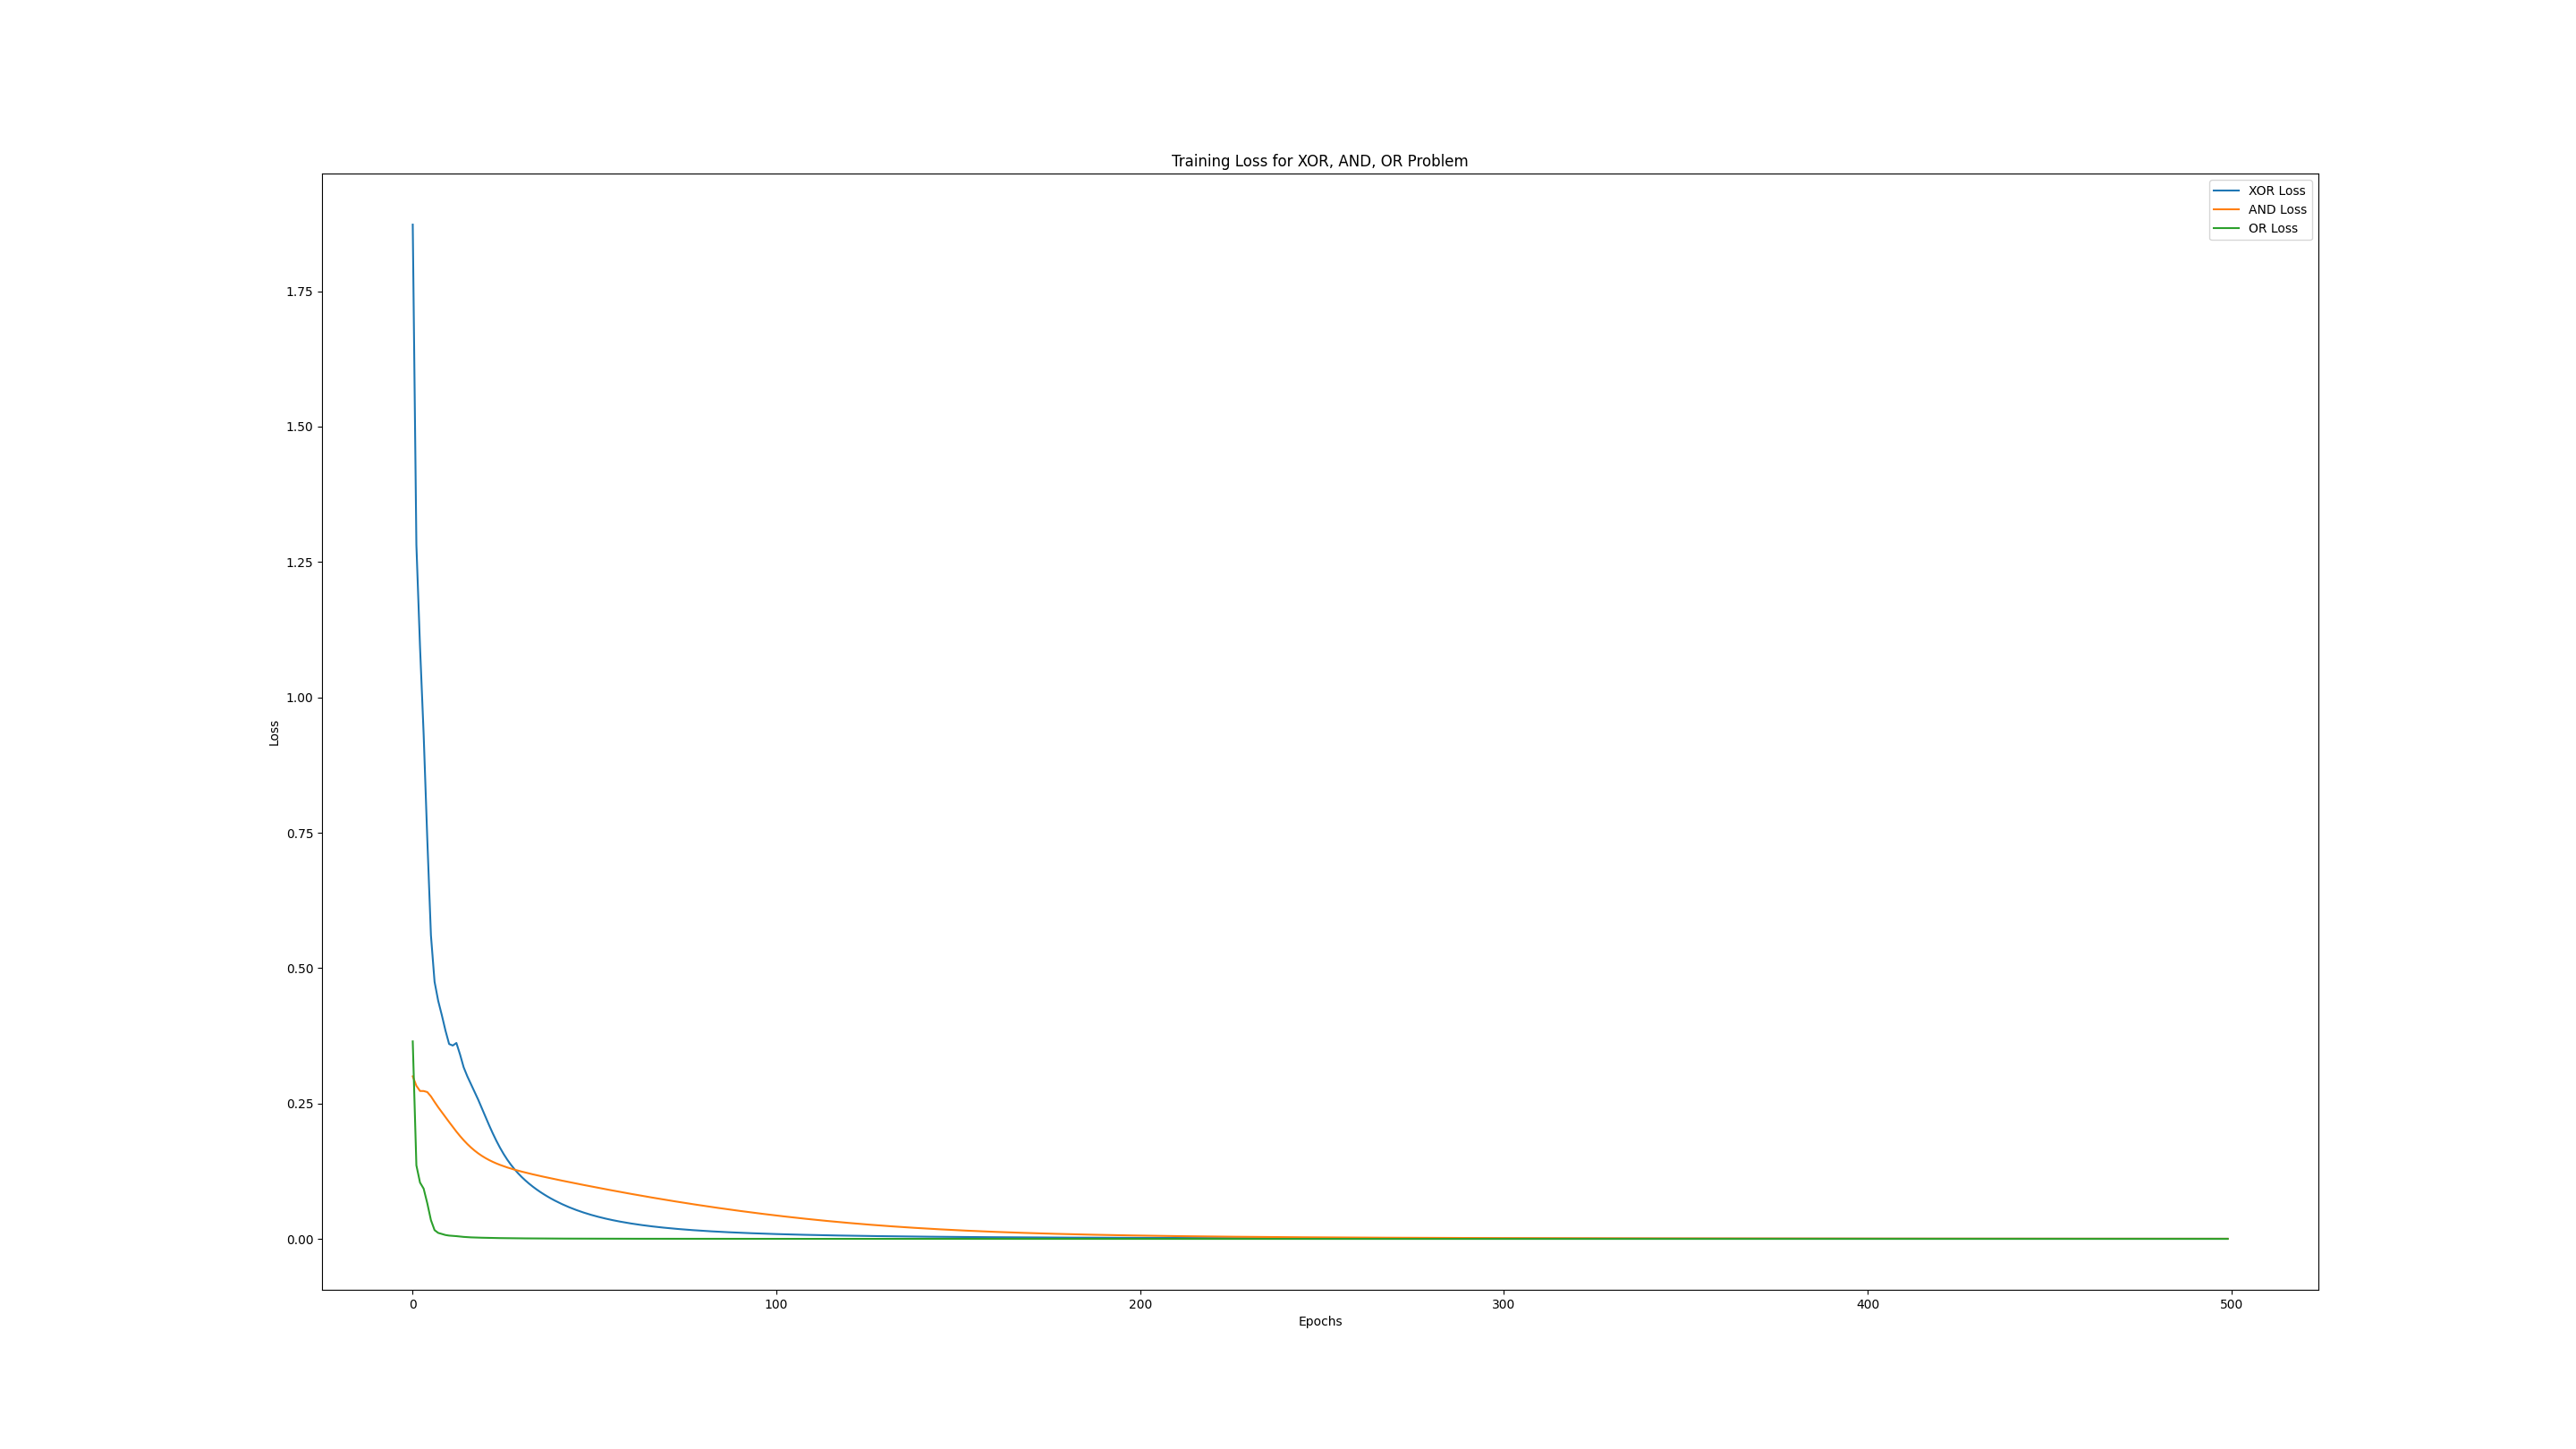 Training Loss for XOR, AND, OR Problem
XOR Loss
AND Loss
OR Loss
1.75
1.50
1.25
1.00
0.75
0.50
0.25
0.00
Loss
0 100 200 300 400 500
Epochs